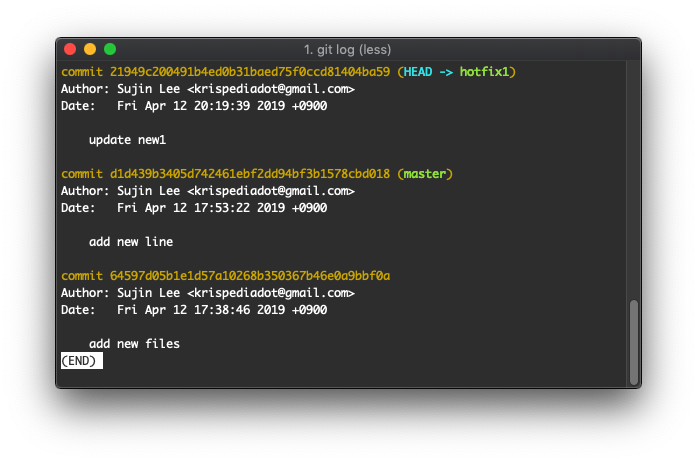 1. git log (less)
commit 21949c200491b4ed0b31baed75f0ccd81404ba59 (HEAD -> hotfix1)
Author: Sujin Lee <krispediadot@gmail.com>
Date:   Fri Apr 12 20:19:39 2019 +0900
update new1
commit d1d439b3405d742461ebf2dd94bf3b1578cbd018 (master)
Author: Sujin Lee <krispediadot@gmail.com>
Date:   Fri Apr 12 17:53:22 2019 +0900
add new line
commit 64597d05b1e1d57a10268b350367b46e0a9bbf0a
Author: Sujin Lee <krispediadot@gmail.com>
Date:   Fri Apr 12 17:38:46 2019 +0900
add new files
(END)